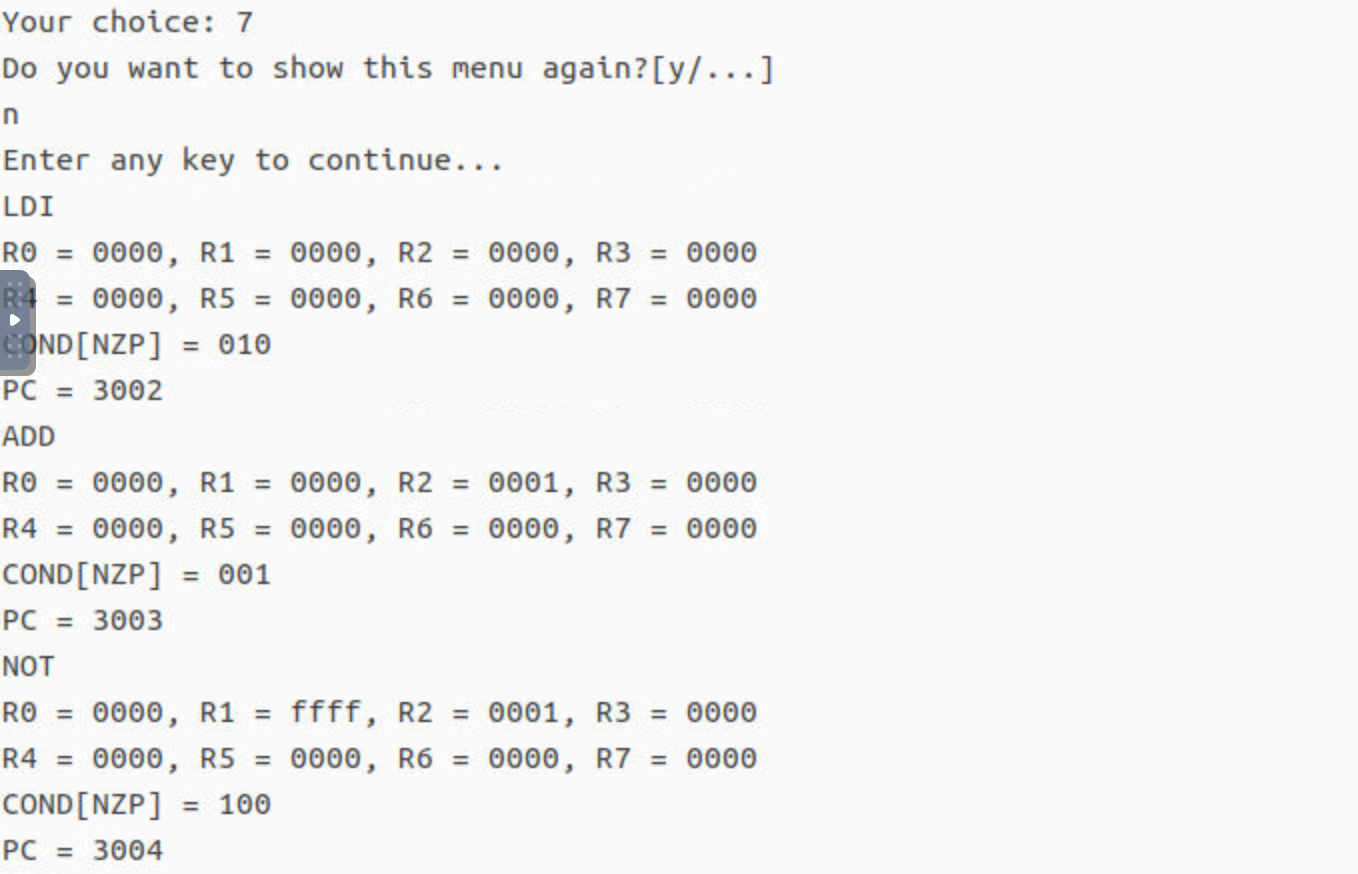 Your choice: 7
Do you want to show this menu again?[y/...]
n
Enter any key to continue...
LDI
R0 = 0000, R1 = 0000, R2 = 0000, R3 = 0000
R4 = 0000, R5 = 0000, R6 = 0000, R7 = 0000
COND[NZP] = 010
PC = 3002
ADD
R0 = 0000, R1 = 0000, R2 = 0001, R3 = 0000
R4 = 0000, R5 = 0000, R6 = 0000, R7 = 0000
COND[NZP] = 001
PC = 3003
NOT
R0 = 0000, R1 = ffff, R2 = 0001, R3 = 0000
R4 = 0000, R5 = 0000, R6 = 0000, R7 = 0000
COND[NZP] = 100
PC = 3004